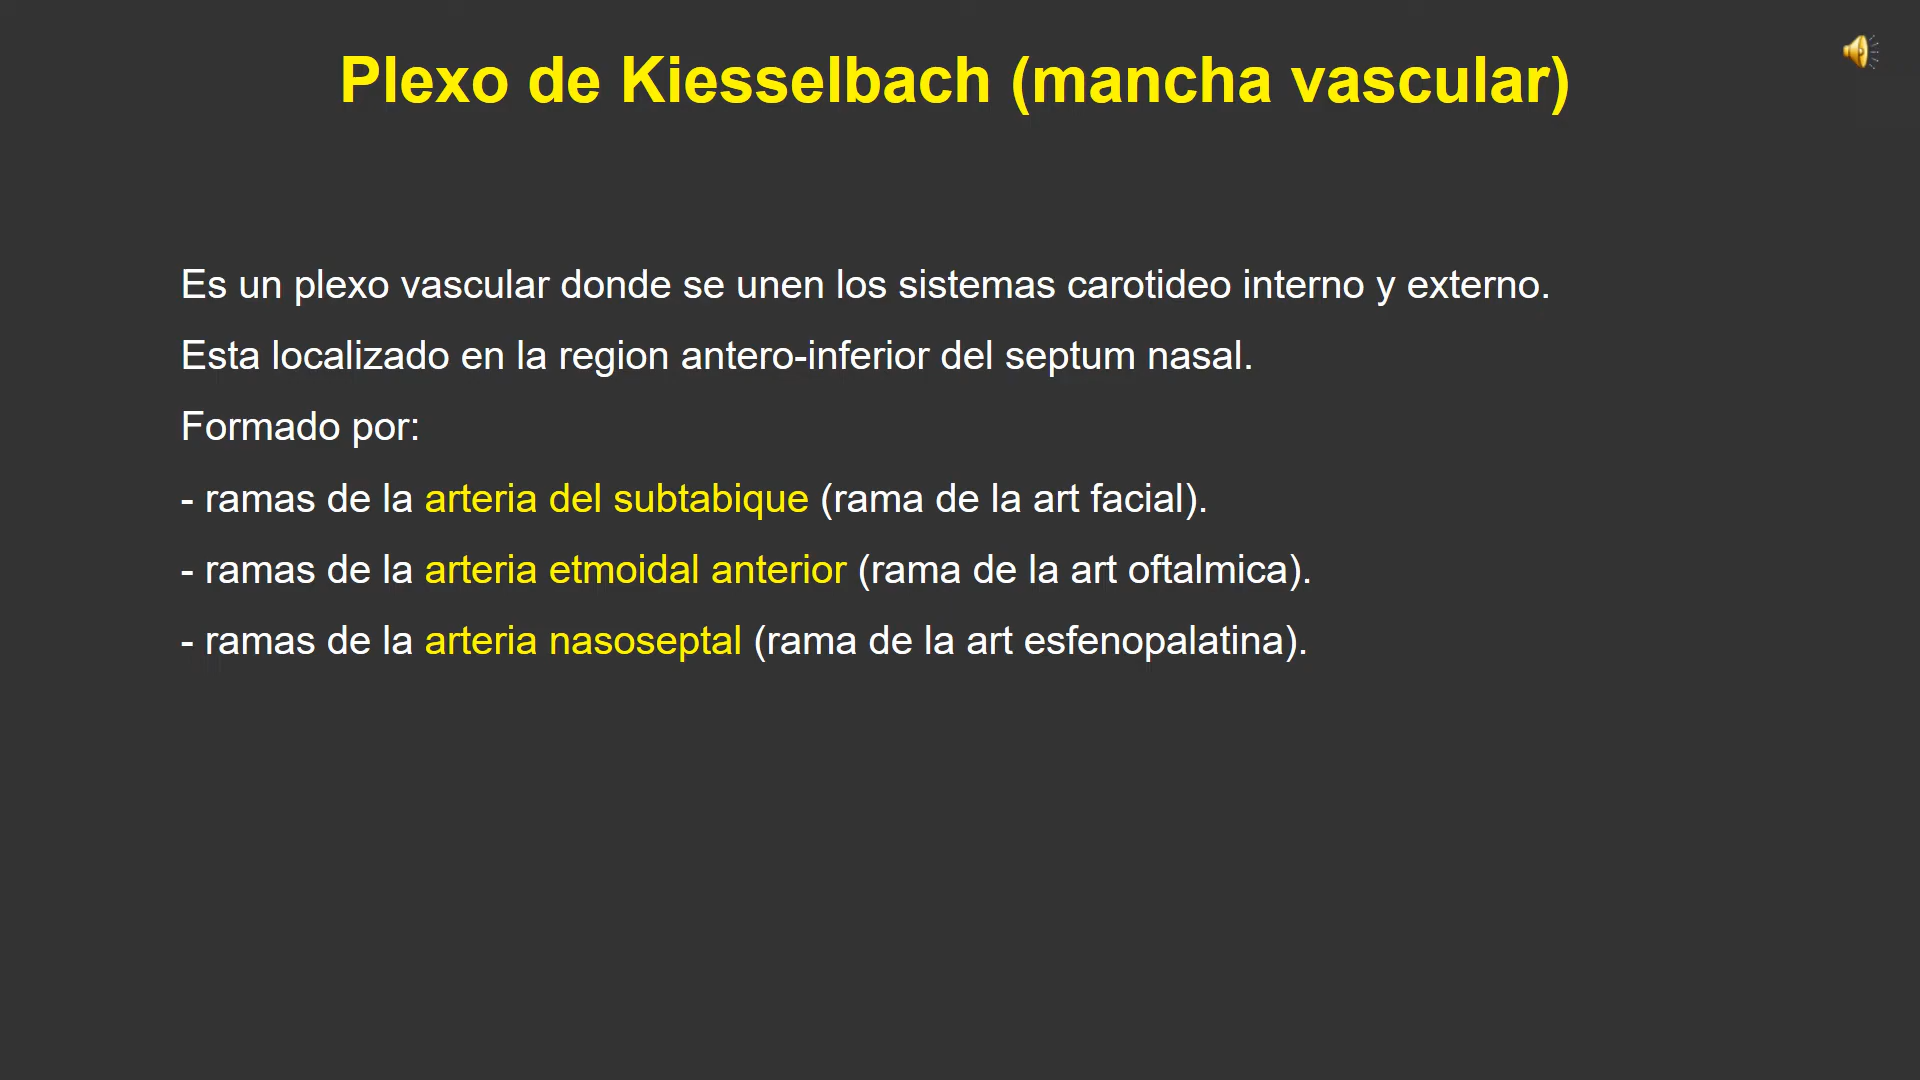 Plexo de Kiesselbach (mancha vascular)
Es un plexo vascular donde se unen los sistemas carotideo interno y externo.
Esta localizado en la region antero-inferior del septum nasal.
Formado por:
- ramas de la arteria del subtabique (rama de la art facial).
- ramas de la arteria etmoidal anterior (rama de la art oftalmica).
- ramas de la arteria nasoseptal (rama de la art esfenopalatina).